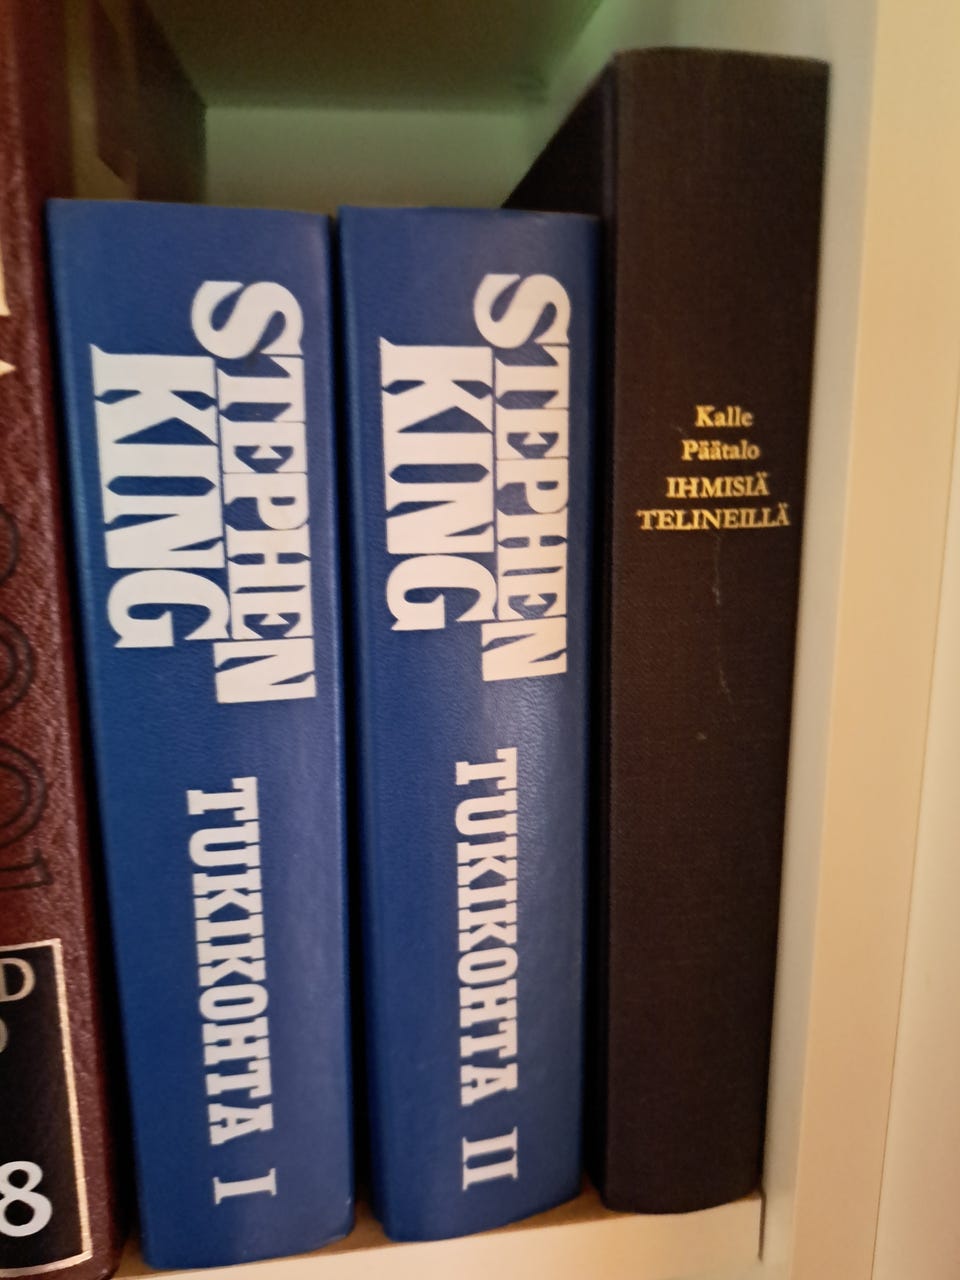 STEPHEN
KING
TUKIKOHTA I
STEPHEN
KING
TUKIKOHTA II
Kalle
Päätalo
IHMISIÄ
TELINEILLÄ
D
8